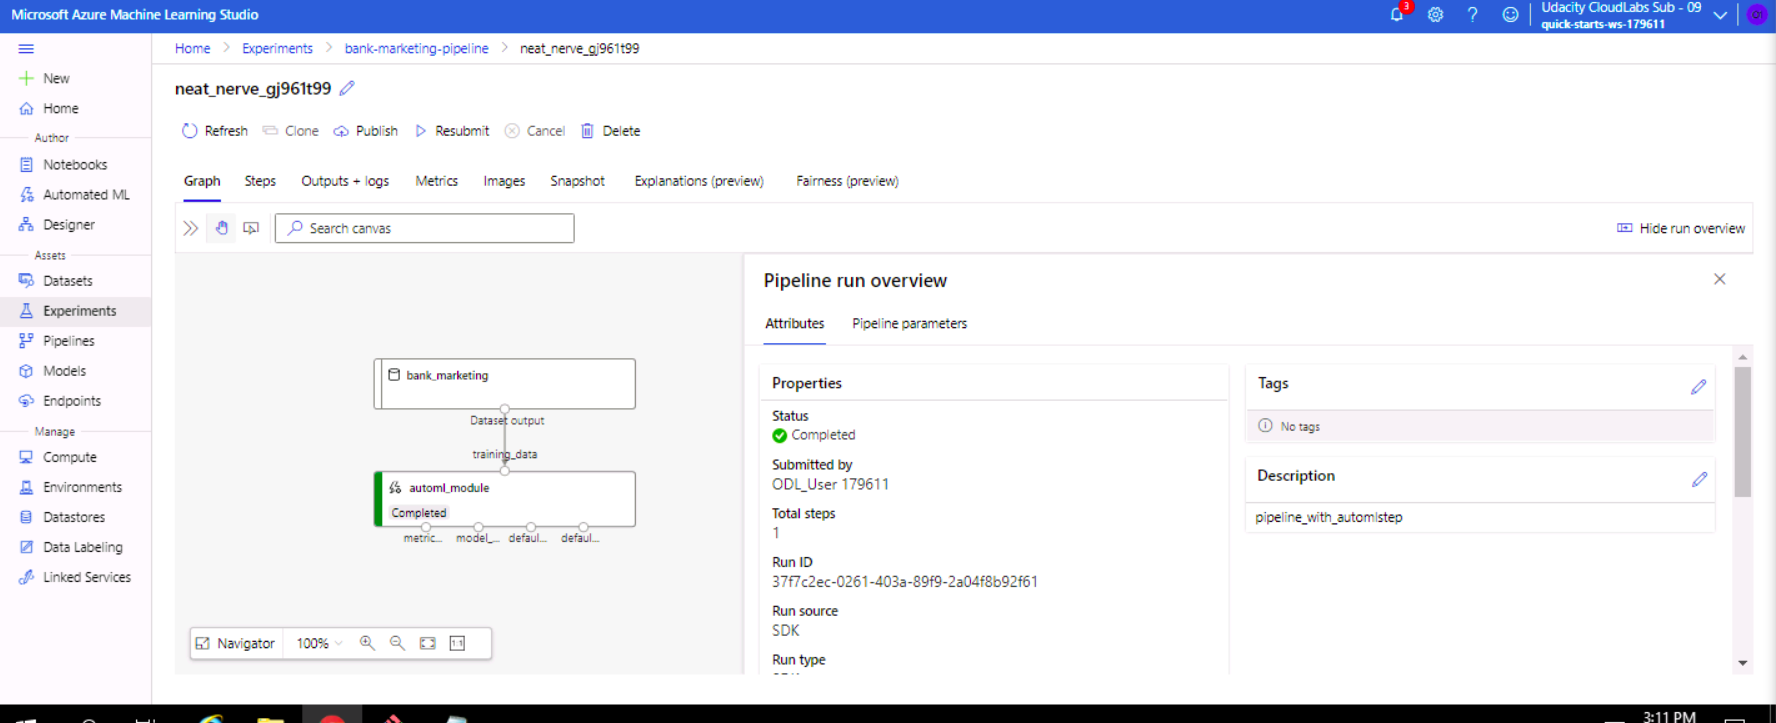 Microsoft Azure Machine Learning Studio
3
Udacity CloudLabs Sub - 09
quick-starts-ws-179611
Home > Experiments > bank-marketing-pipeline > neat_nerve_gj961t99
New
Home
Author
Notebooks
Automated ML
Designer
Assets
Datasets
Experiments
Pipelines
Models
Endpoints
Manage
Compute
Environments
Datastores
Data Labeling
Linked Services
neat_nerve_gj961t99
Refresh Clone Publish Resubmit Cancel Delete
Graph Steps Outputs + logs Metrics Images Snapshot Explanations (preview) Fairness (preview)
Search canvas
Hide run overview
bank_marketing
Dataset output
training_data
automl_module
Completed
metric... model_... defaul... defaul...
Navigator 100% 1:1
Pipeline run overview
Attributes Pipeline parameters
Properties
Status
Completed
Submitted by
ODL_User 179611
Total steps
1
Run ID
37f7c2ec-0261-403a-89f9-2a04f8b92f61
Run source
SDK
Run type
Tags
No tags
Description
pipeline_with_automlstep
3:11 PM